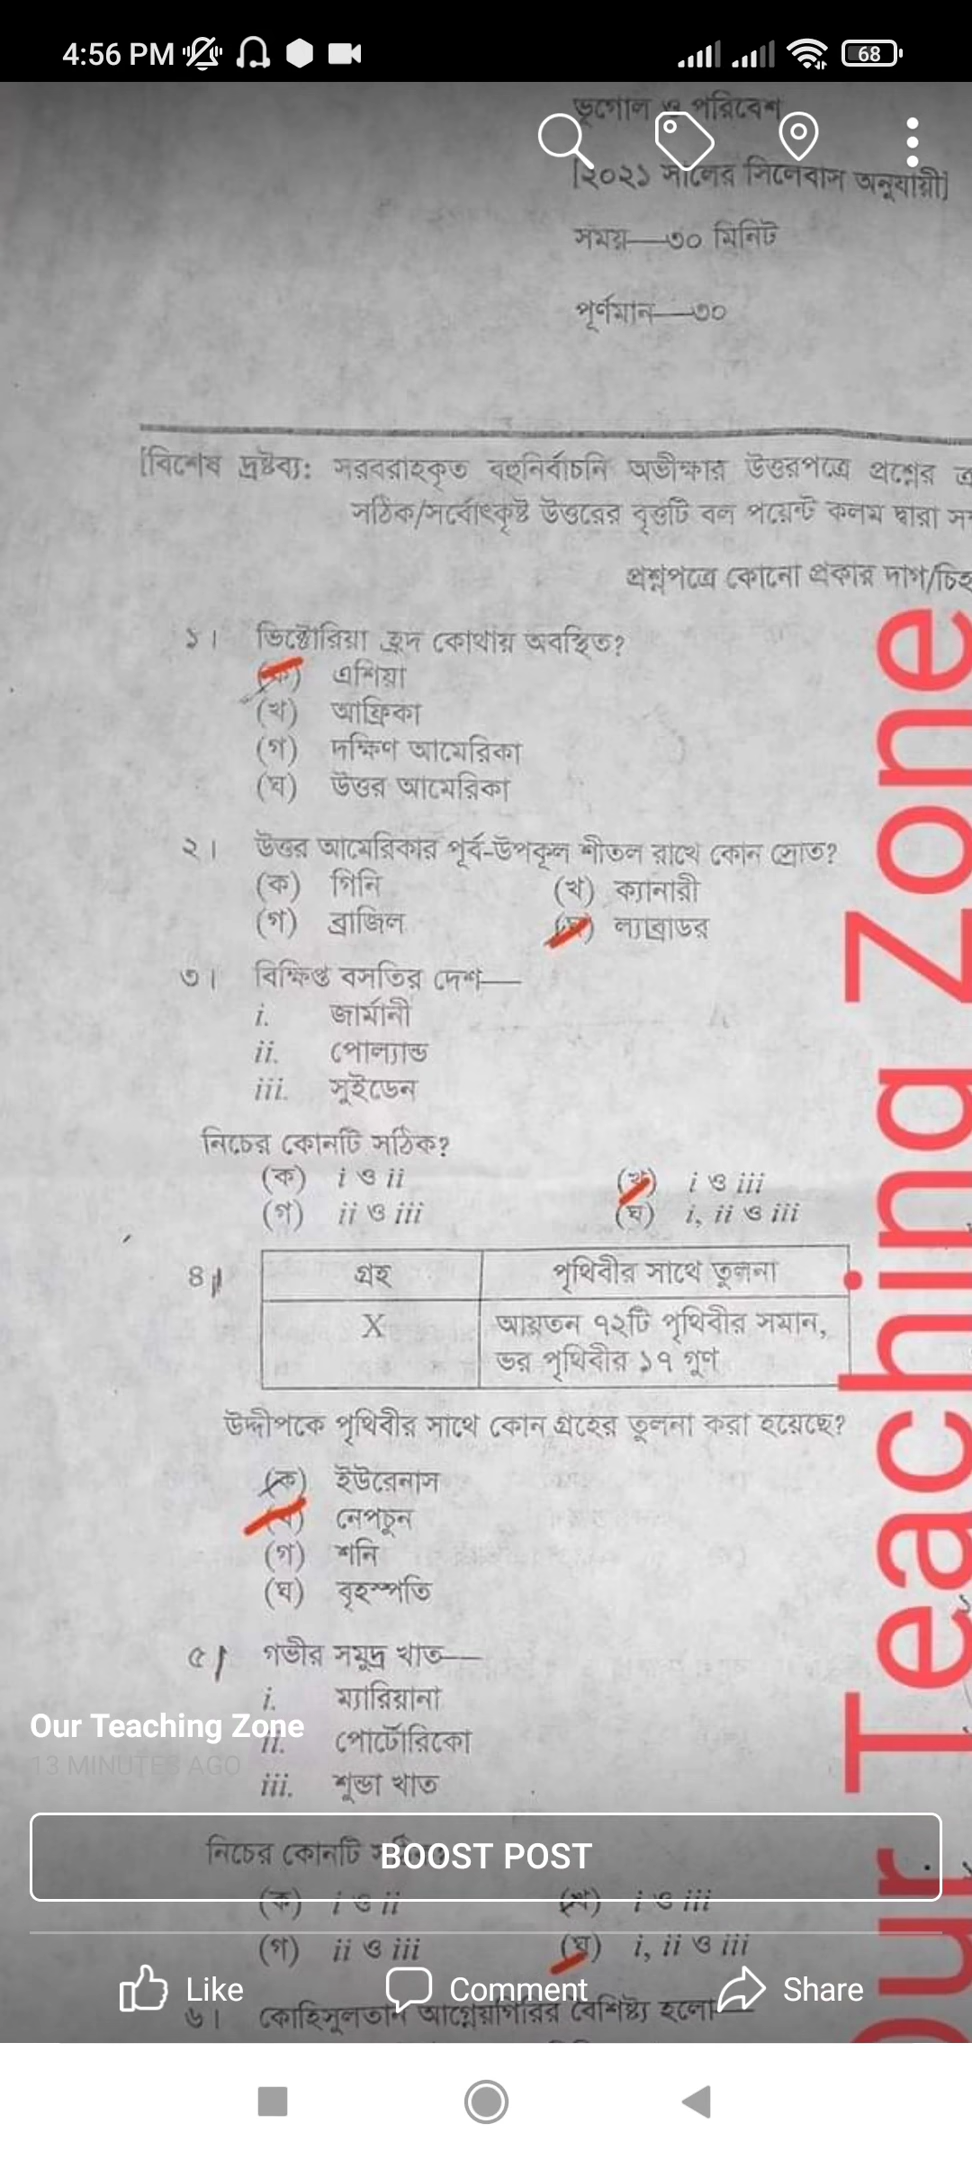 4:56 PM
68
ভূগোল ও পরিবেশ
[২০২১ সালের সিলেবাস অনুযায়ী]
সময়—৩০ মিনিট
পূর্ণমান—৩০
[বিশেষ দ্রষ্টব্য: সরবরাহকৃত বহুনির্বাচনি অভীক্ষার উত্তরপত্রে প্রশ্নের
সঠিক/সর্বোৎকৃষ্ট উত্তরের বৃত্তটি বল পয়েন্ট কলম দ্বারা
প্রশ্নপত্রে কোনো প্রকার দাগ/চিহ
১। ভিক্টোরিয়া হ্রদ কোথায় অবস্থিত?
(ক) এশিয়া
(খ) আফ্রিকা
(গ) দক্ষিণ আমেরিকা
(ঘ) উত্তর আমেরিকা
২। উত্তর আমেরিকার পূর্ব-উপকূল শীতল রাখে কোন স্রোত?
(ক) গিনি (খ) ক্যানারী
(গ) ব্রাজিল (ঘ) ল্যাব্রাডর
৩। বিক্ষিপ্ত বসতির দেশ—
i. জার্মানী
ii. পোল্যান্ড
iii. সুইডেন
নিচের কোনটি সঠিক?
(ক) i ও ii (খ) i ও iii
(গ) ii ও iii (ঘ) i, ii ও iii
৪। গ্রহ পৃথিবীর সাথে তুলনা
X আয়তন ৭২টি পৃথিবীর সমান,
ভর পৃথিবীর ১৭ গুণ
উদ্দীপকে পৃথিবীর সাথে কোন গ্রহের তুলনা করা হয়েছে?
(ক) ইউরেনাস
(খ) নেপচুন
(গ) শনি
(ঘ) বৃহস্পতি
৫। গভীর সমুদ্র খাত—
i. ম্যারিয়ানা
Our Teaching Zone
ii. পোর্টোরিকো
13 MINUTES AGO
iii. শুন্ডা খাত
নিচের কোনটি সঠিক?
BOOST POST
(ক) i ও ii (খ) i ও iii
(গ) ii ও iii (ঘ) i, ii ও iii
Like Comment Share
৬। কোহিসুলতান আগ্নেয়গিরির বৈশিষ্ট্য হলো—
Our Teaching Zone